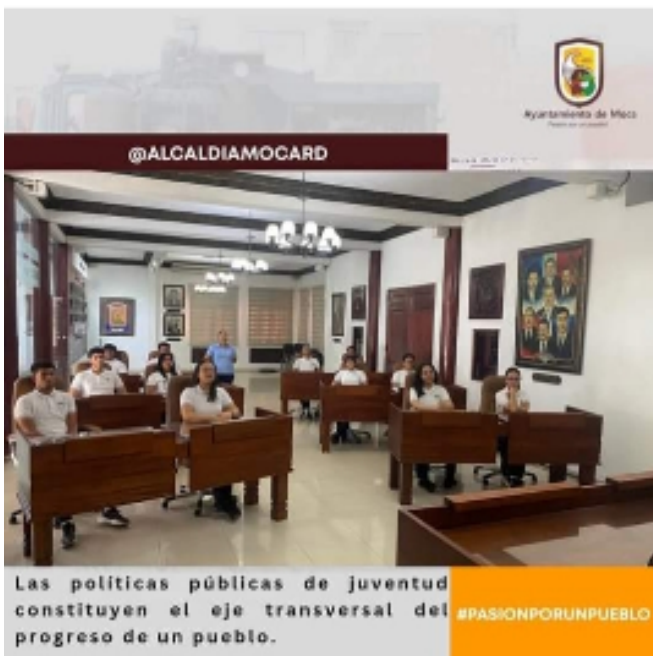 Ayuntamiento de Moca
@ALCALDIAMOCARD
Las políticas públicas de juventud
constituyen el eje transversal del
progreso de un pueblo.
#PASIONPORUNPUEBLO